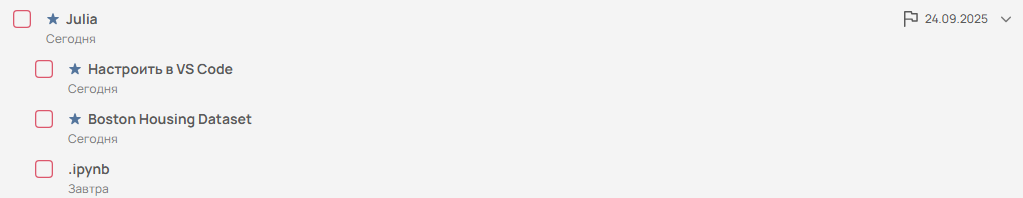 Julia 24.09.2025
Сегодня
Настроить в VS Code
Сегодня
Boston Housing Dataset
Сегодня
.ipynb
Завтра